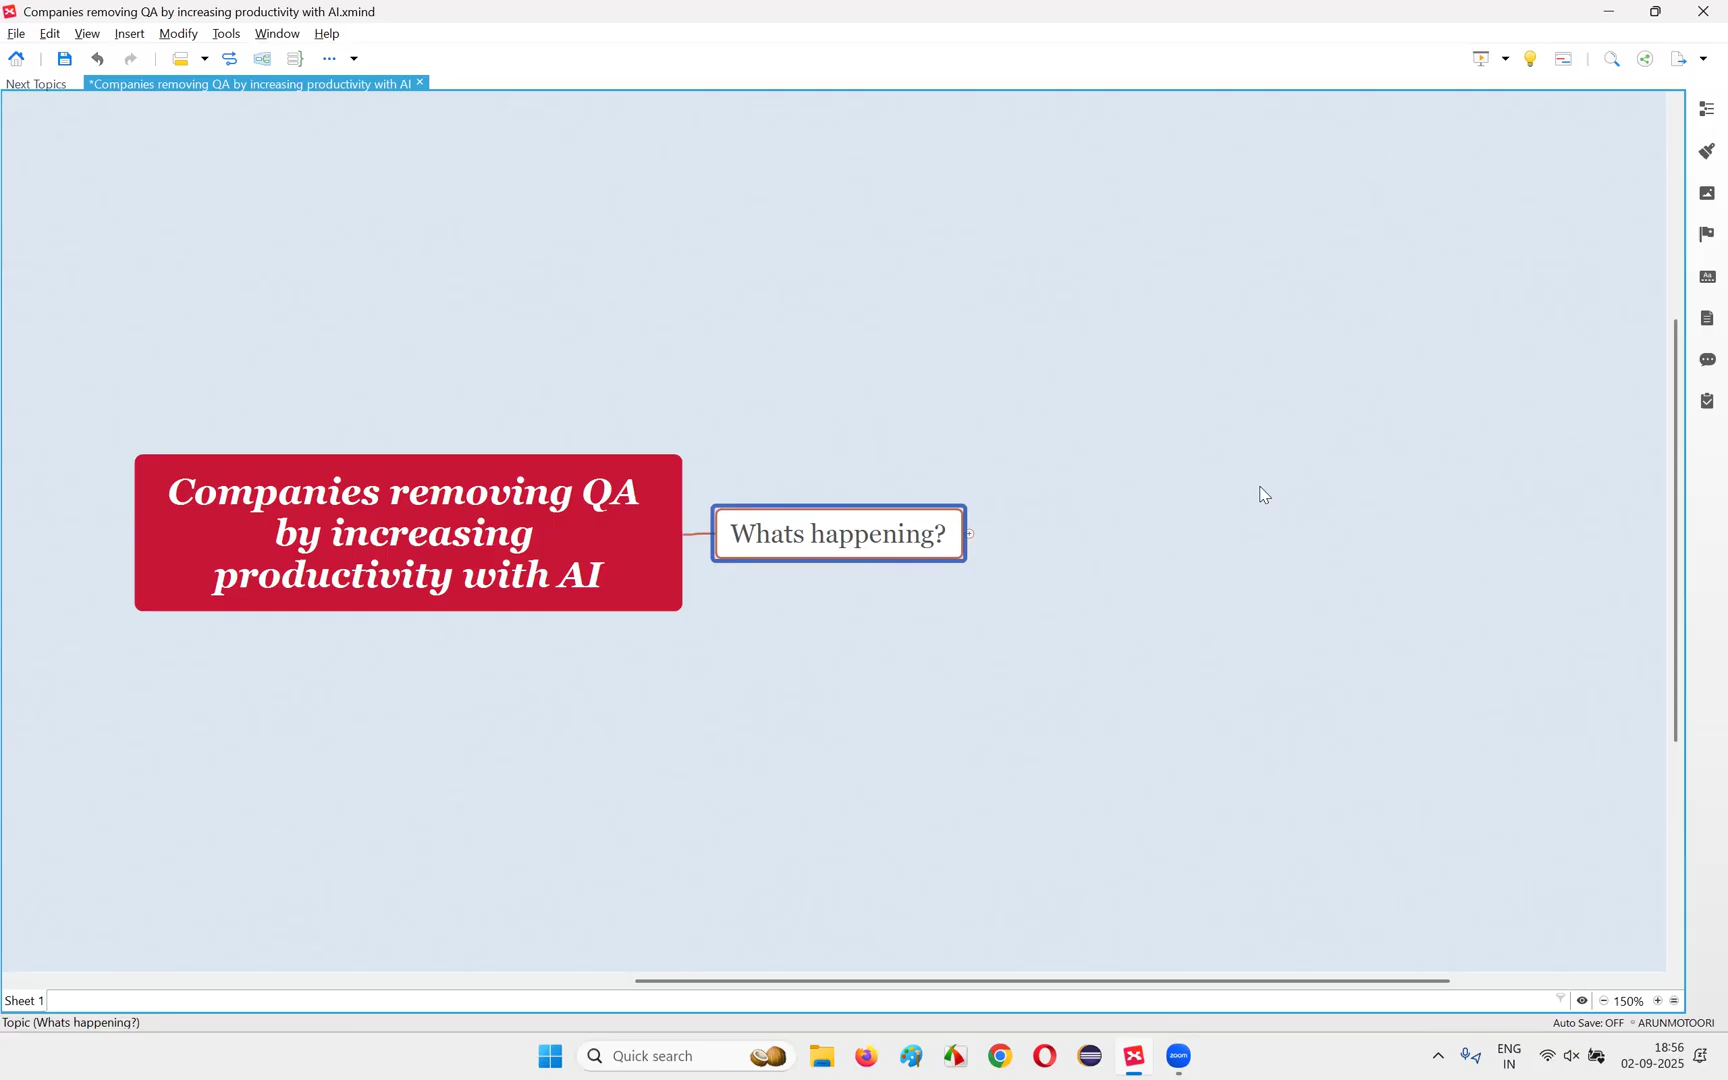 Companies removing QA by increasing productivity with AI.xmind
File Edit View Insert Modify Tools Window Help
Next Topics *Companies removing QA by increasing productivity with AI
Companies removing QA
by increasing
productivity with AI
Whats happening?
Sheet 1
150%
Topic (Whats happening?)
Auto Save: OFF ARUNMOTOORI
Quick search
zoom
ENG
IN
18:56
02-09-2025